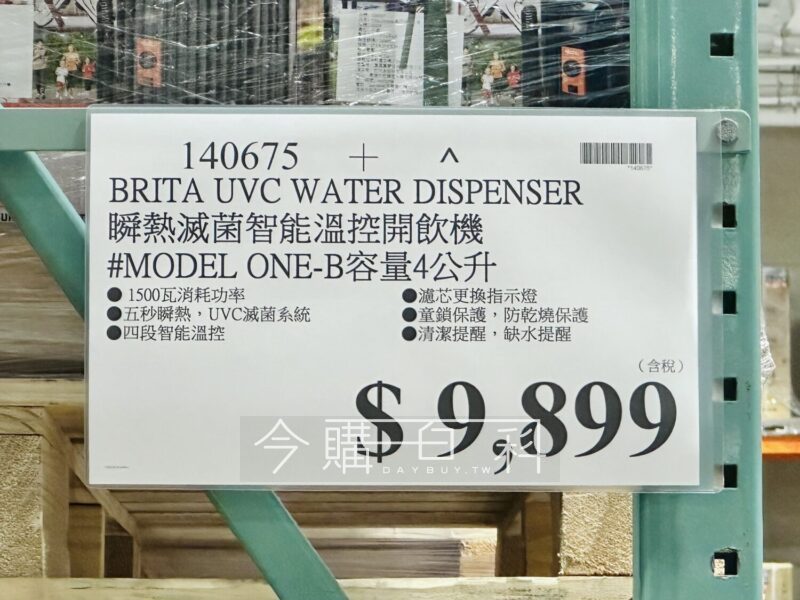 140675 + ^
*140675*
BRITA UVC WATER DISPENSER
瞬熱滅菌智能溫控開飲機
#MODEL ONE-B容量4公升
● 1500瓦消耗功率
● 五秒瞬熱，UVC滅菌系統
● 四段智能溫控
● 濾芯更換指示燈
● 童鎖保護，防乾燒保護
● 清潔提醒，缺水提醒
（含稅）
$ 9,899
今購百科
DAYBUY.TW